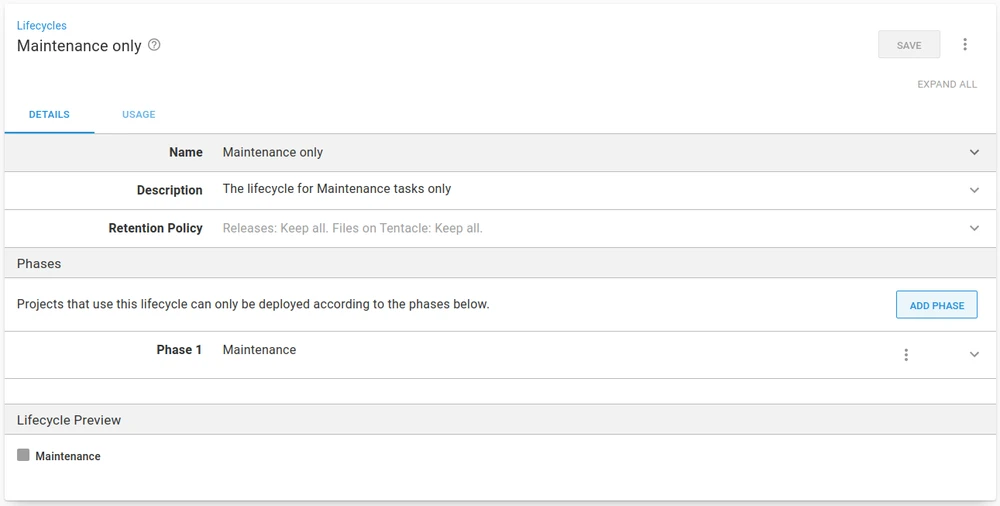 Lifecycles
Maintenance only
SAVE
EXPAND ALL
DETAILS USAGE
Name Maintenance only
Description The lifecycle for Maintenance tasks only
Retention Policy Releases: Keep all. Files on Tentacle: Keep all.
Phases
Projects that use this lifecycle can only be deployed according to the phases below.
ADD PHASE
Phase 1 Maintenance
Lifecycle Preview
Maintenance